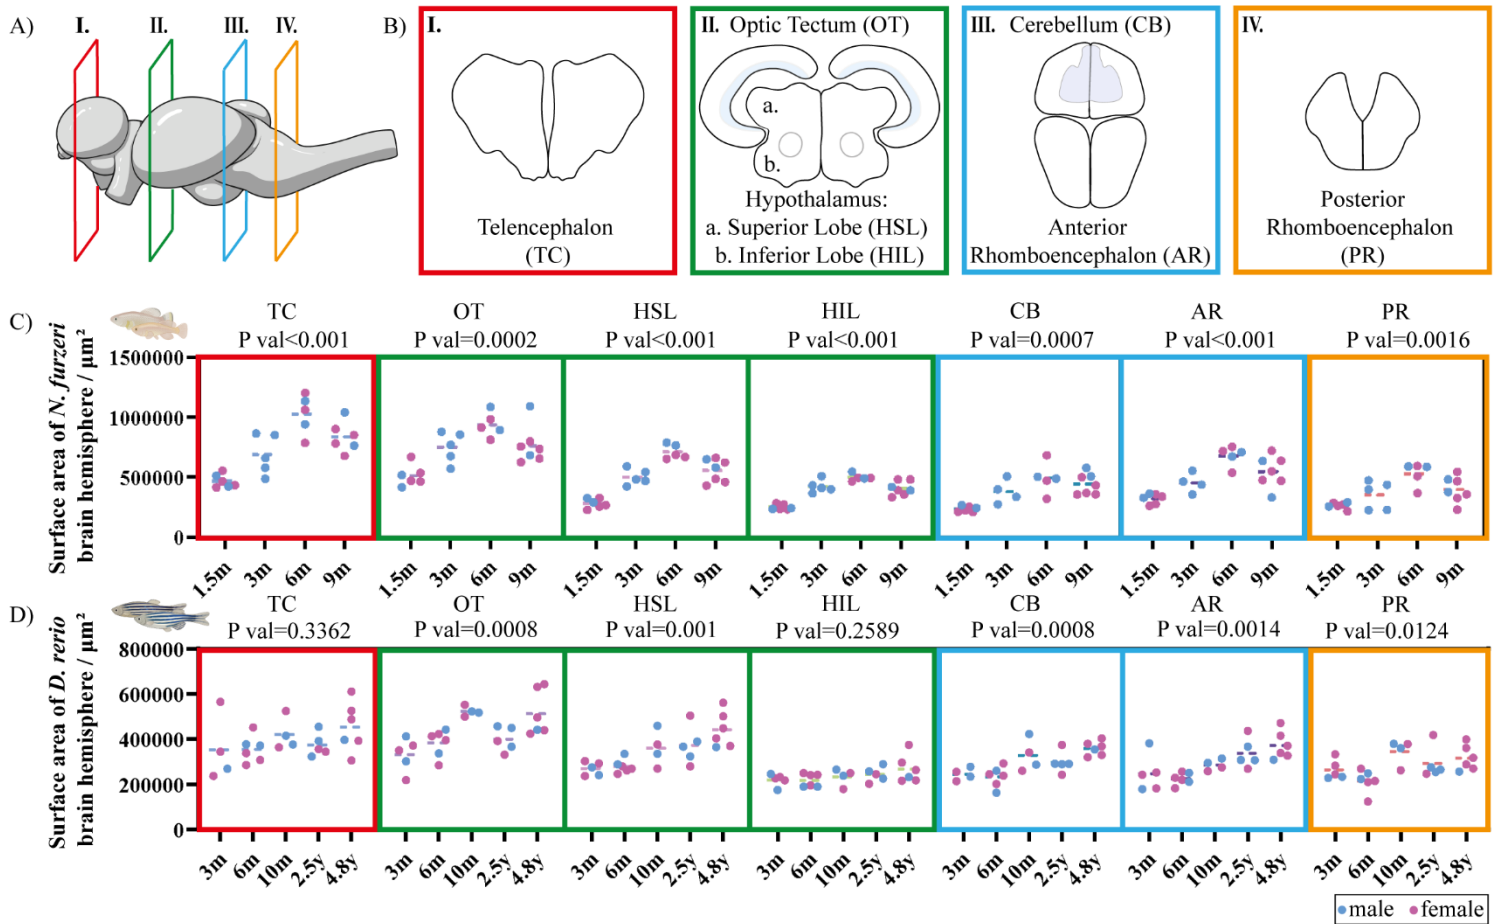 A)
I.
II.
III.
IV.
B)
I.
Telencephalon
(TC)
II. Optic Tectum (OT)
a.
b.
Hypothalamus:
a. Superior Lobe (HSL)
b. Inferior Lobe (HIL)
III. Cerebellum (CB)
Anterior
Rhomboencephalon (AR)
IV.
Posterior
Rhomboencephalon
(PR)
C)
Surface area of N. furzeri
brain hemisphere / µm²
TC
P val<0.001
OT
P val=0.0002
HSL
P val<0.001
HIL
P val<0.001
CB
P val=0.0007
AR
P val<0.001
PR
P val=0.0016
1500000
1000000
500000
0
1.5m 3m 6m 9m
1.5m 3m 6m 9m
1.5m 3m 6m 9m
1.5m 3m 6m 9m
1.5m 3m 6m 9m
1.5m 3m 6m 9m
1.5m 3m 6m 9m
D)
Surface area of D. rerio
brain hemisphere / µm²
TC
P val=0.3362
OT
P val=0.0008
HSL
P val=0.001
HIL
P val=0.2589
CB
P val=0.0008
AR
P val=0.0014
PR
P val=0.0124
800000
600000
400000
200000
0
3m 6m 10m 2.5y 4.8y
3m 6m 10m 2.5y 4.8y
3m 6m 10m 2.5y 4.8y
3m 6m 10m 2.5y 4.8y
3m 6m 10m 2.5y 4.8y
3m 6m 10m 2.5y 4.8y
3m 6m 10m 2.5y 4.8y
male female